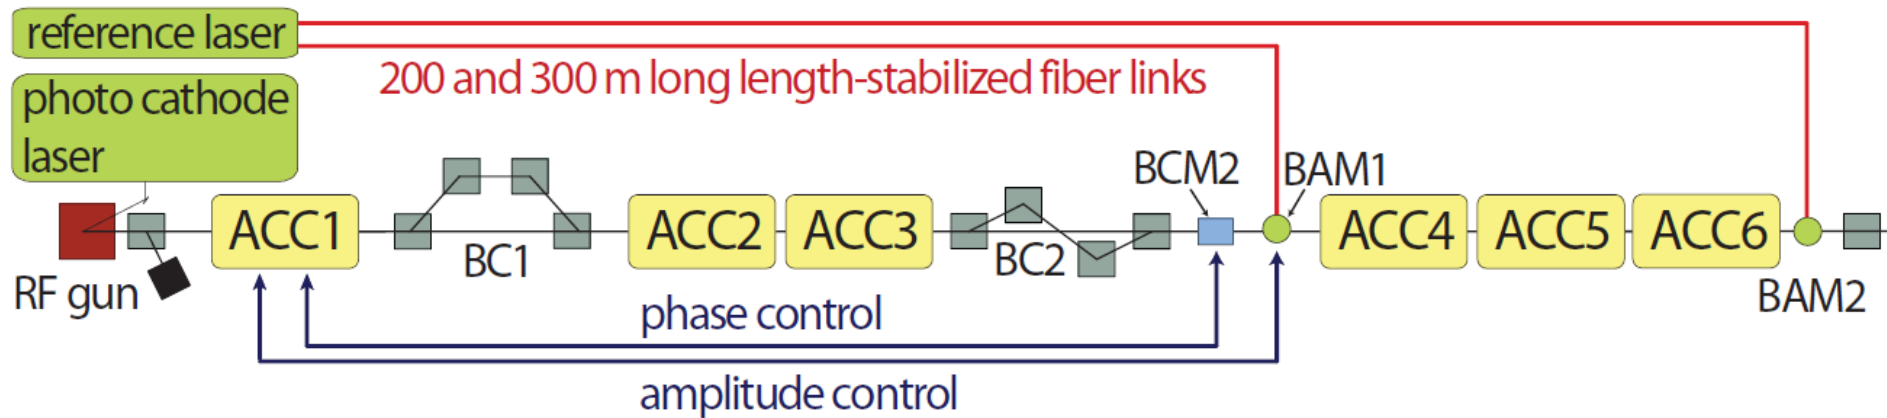 reference laser
200 and 300 m long length-stabilized fiber links
photo cathode
laser
BCM2
BAM1
ACC1
ACC2
ACC3
ACC4
ACC5
ACC6
BC1
BC2
RF gun
BAM2
phase control
amplitude control